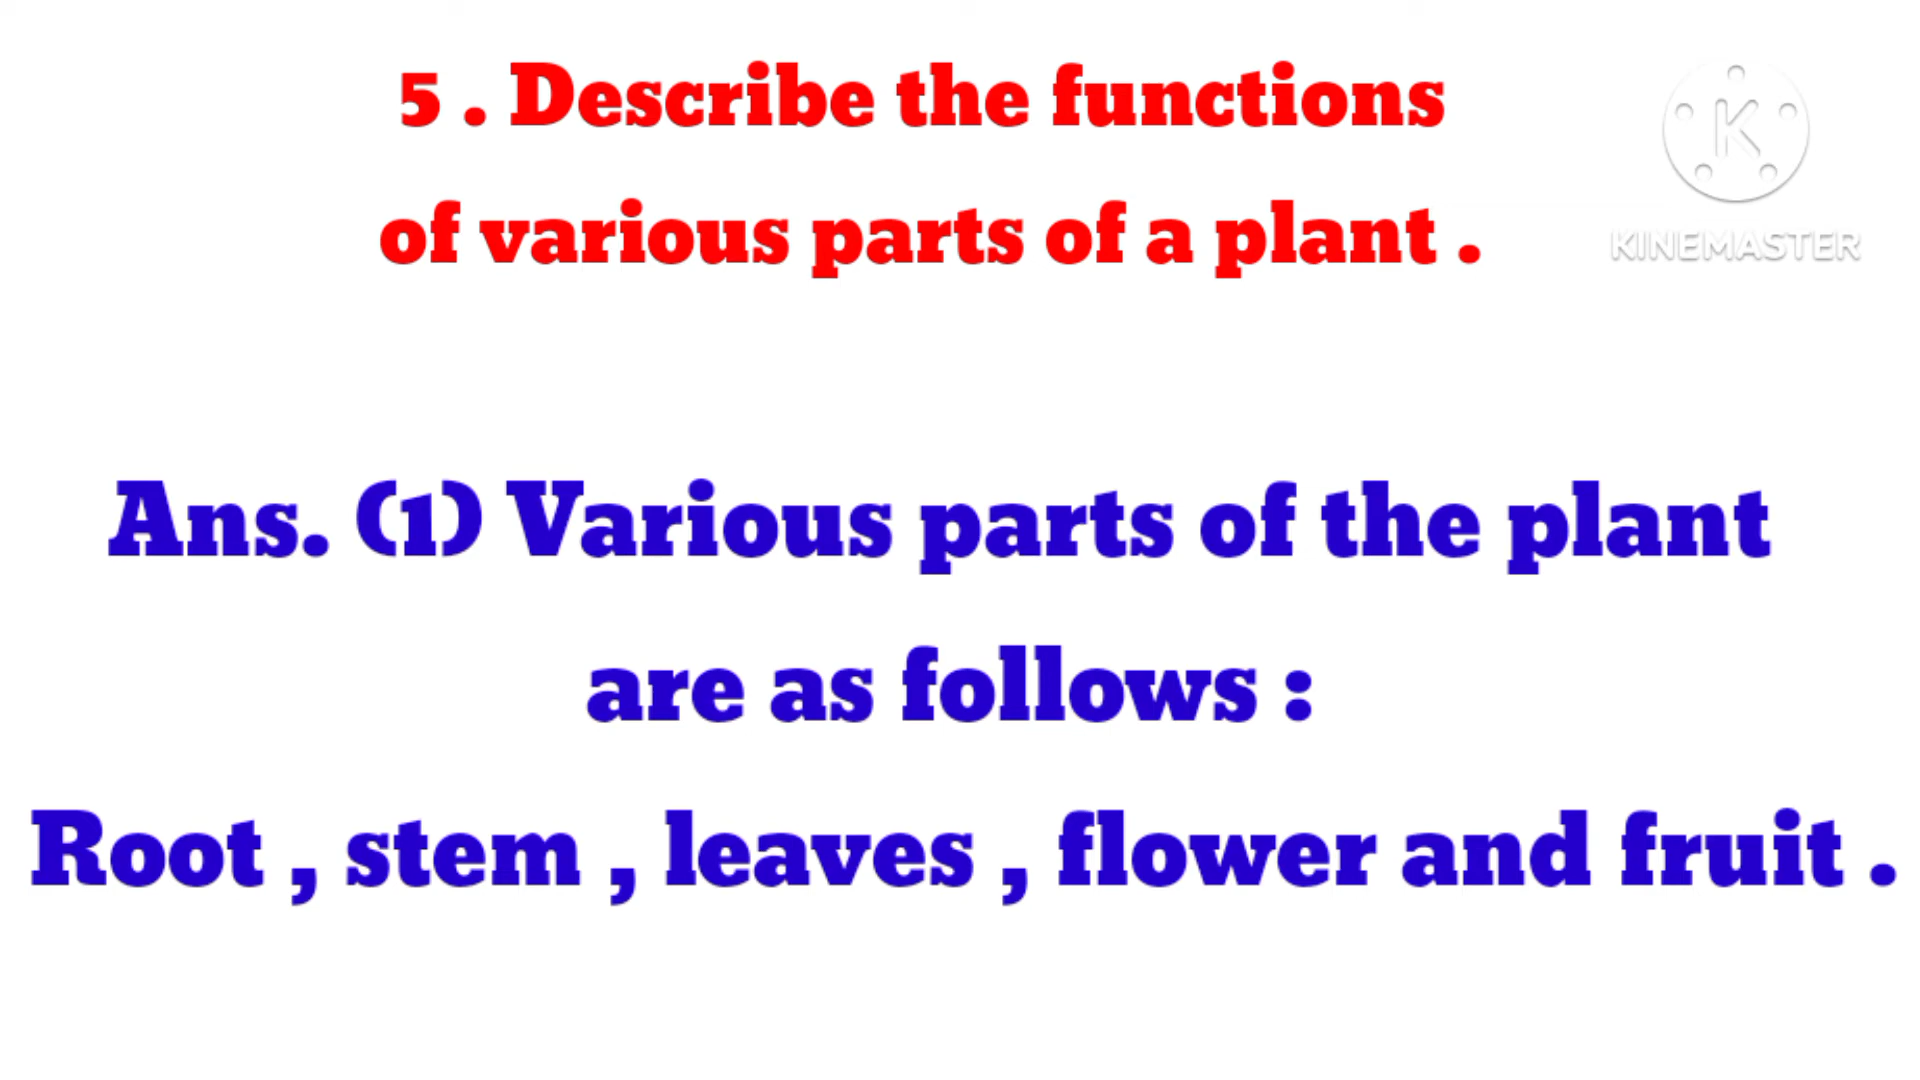 5 . Describe the functions
of various parts of a plant .
K
KINEMASTER
Ans. (1) Various parts of the plant
are as follows :
Root , stem , leaves , flower and fruit .